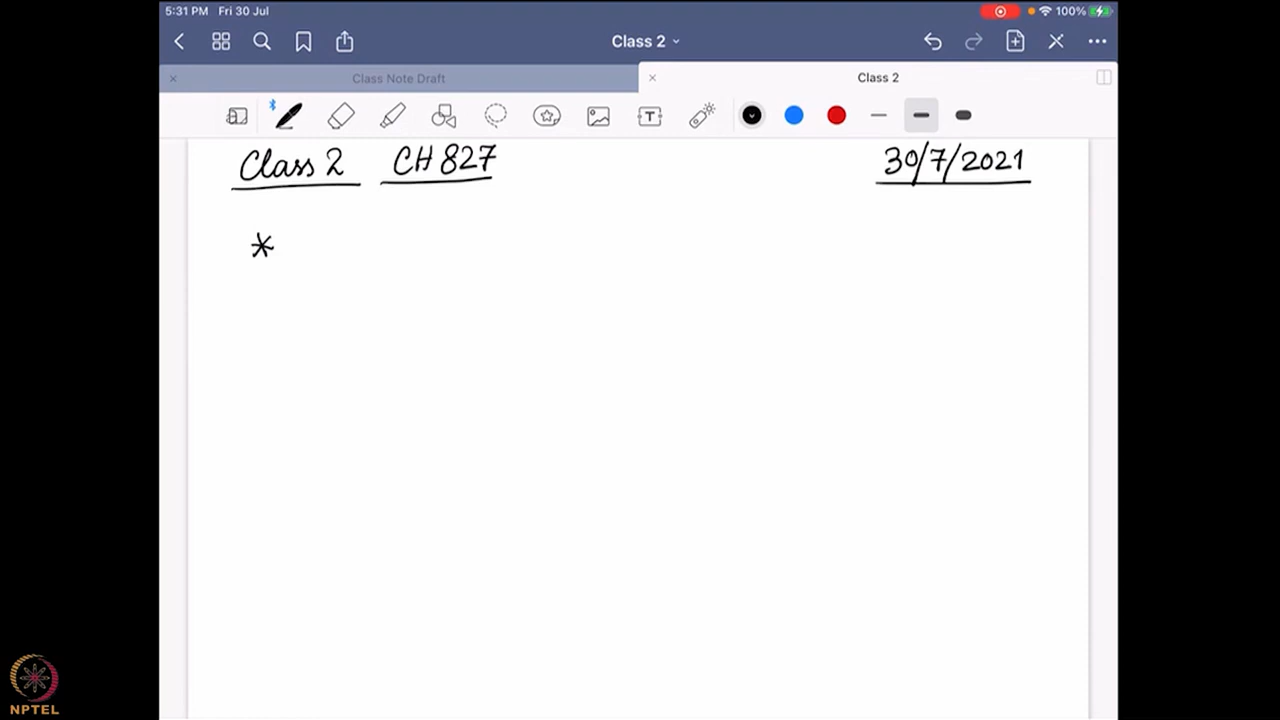 5:31 PM Fri 30 Jul 100%
Class 2
Class Note Draft Class 2
T
Class 2 CH 827 30/7/2021
*
NPTEL